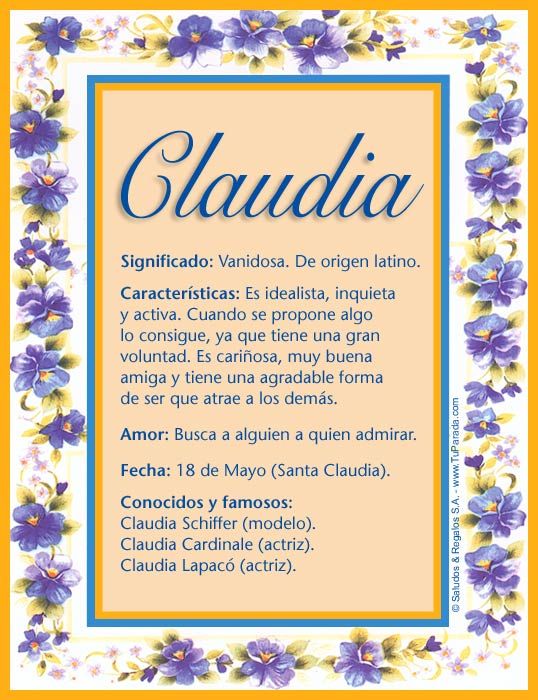 Claudia
Significado: Vanidosa. De origen latino.
Características: Es idealista, inquieta
y activa. Cuando se propone algo
lo consigue, ya que tiene una gran
voluntad. Es cariñosa, muy buena
amiga y tiene una agradable forma
de ser que atrae a los demás.
Amor: Busca a alguien a quien admirar.
Fecha: 18 de Mayo (Santa Claudia).
Conocidos y famosos:
Claudia Schiffer (modelo).
Claudia Cardinale (actriz).
Claudia Lapacó (actriz).
© Saludos & Regalos S.A. - www.TuParada.com